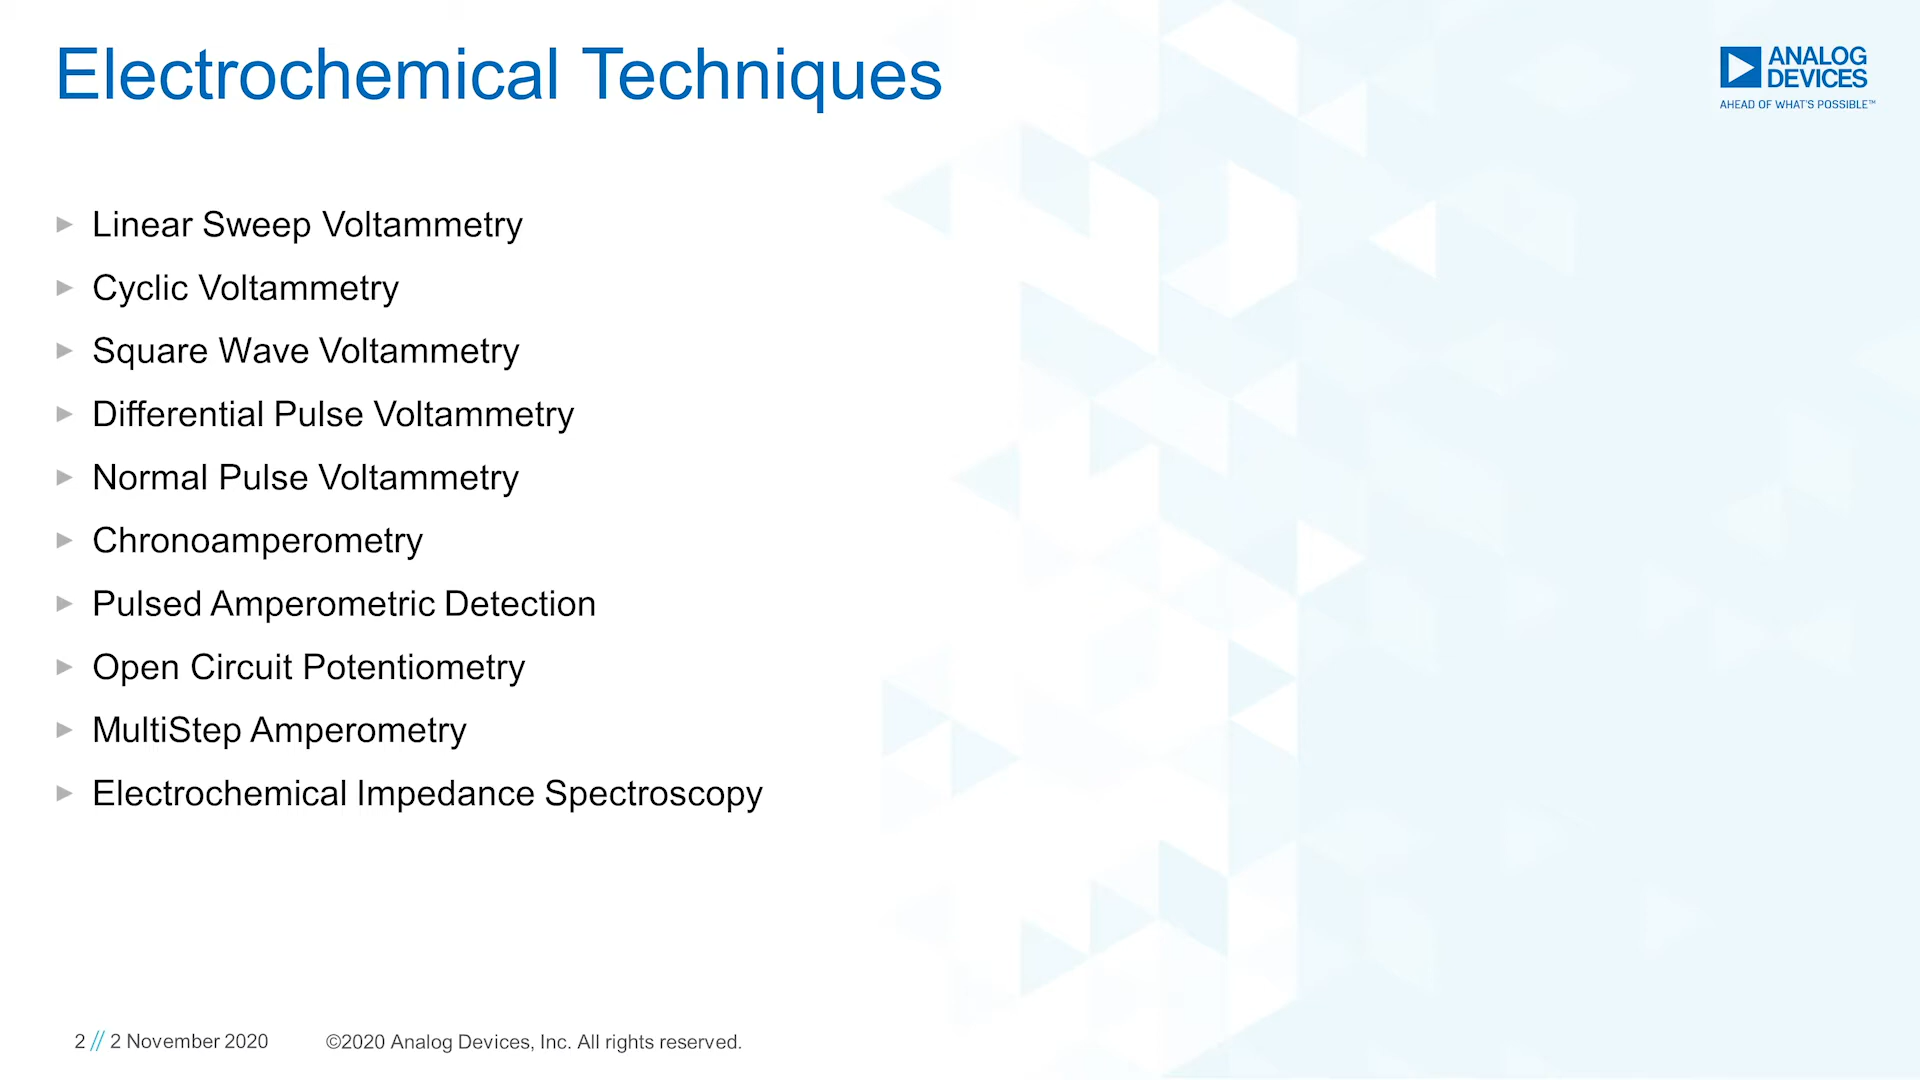 Electrochemical Techniques
ANALOG
DEVICES
AHEAD OF WHAT'S POSSIBLE™
Linear Sweep Voltammetry
Cyclic Voltammetry
Square Wave Voltammetry
Differential Pulse Voltammetry
Normal Pulse Voltammetry
Chronoamperometry
Pulsed Amperometric Detection
Open Circuit Potentiometry
MultiStep Amperometry
Electrochemical Impedance Spectroscopy
2 // 2 November 2020 ©2020 Analog Devices, Inc. All rights reserved.